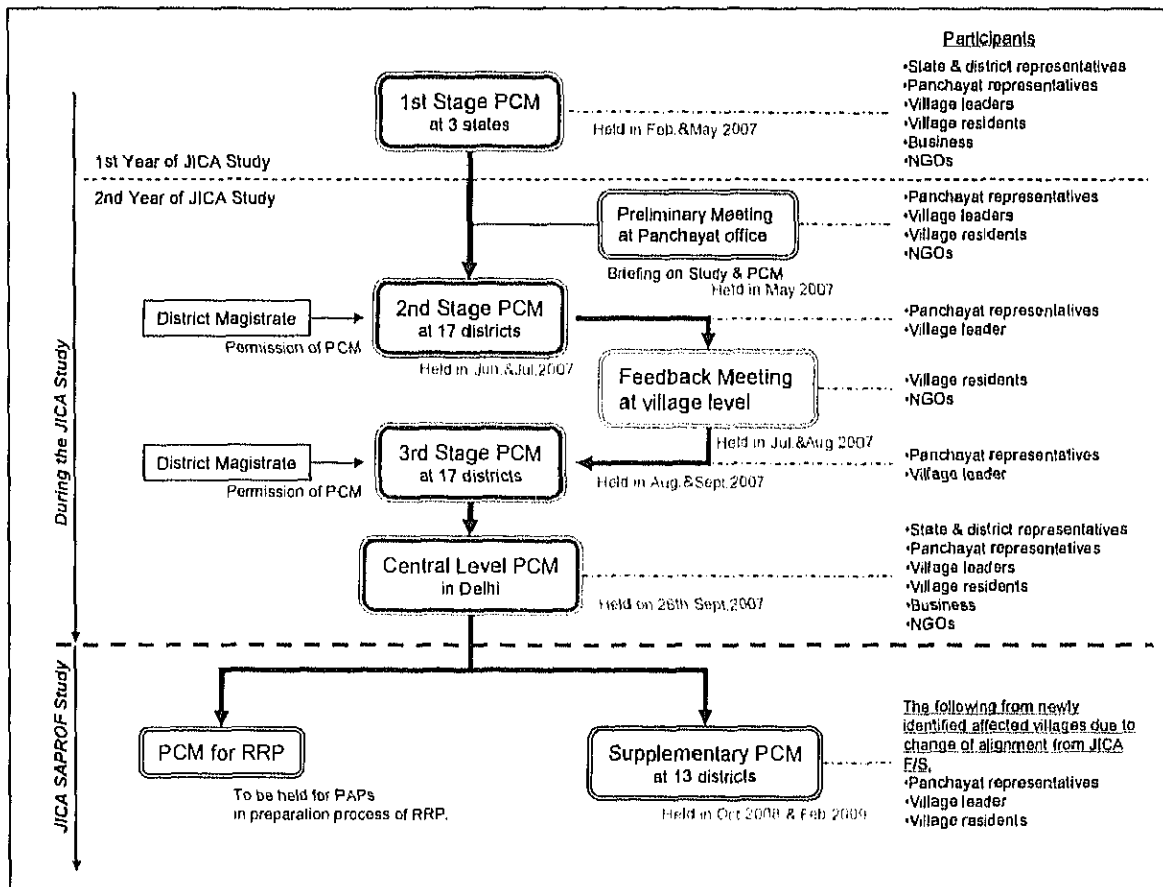 Participants
•State & district representatives
•Panchayat representatives
•Village leaders
•Village residents
•Business
•NGOs
1st Stage PCM
at 3 states
Held in Feb.&May 2007
1st Year of JICA Study
2nd Year of JICA Study
Preliminary Meeting
at Panchayat office
Briefing on Study & PCM
Held in May 2007
•Panchayat representatives
•Village leaders
•Village residents
•NGOs
District Magistrate
Permission of PCM
2nd Stage PCM
at 17 districts
Held in Jun.&Jul.2007
•Panchayat representatives
•Village leader
Feedback Meeting
at village level
Held in Jul.&Aug 2007
•Village residents
•NGOs
District Magistrate
Permission of PCM
3rd Stage PCM
at 17 districts
Held in Aug.&Sept.2007
•Panchayat representatives
•Village leader
Central Level PCM
in Delhi
Held on 26th Sept.2007
•State & district representatives
•Panchayat representatives
•Village leaders
•Village residents
•Business
•NGOs
During the JICA Study
JICA SAPROF Study
PCM for RRP
To be held for PAPs
in preparation process of RRP.
Supplementary PCM
at 13 districts
Held in Oct 2008 & Feb 2009
The following from newly
identified affected villages due to
change of alignment from JICA
F/S.
•Panchayat representatives
•Village leader
•Village residents